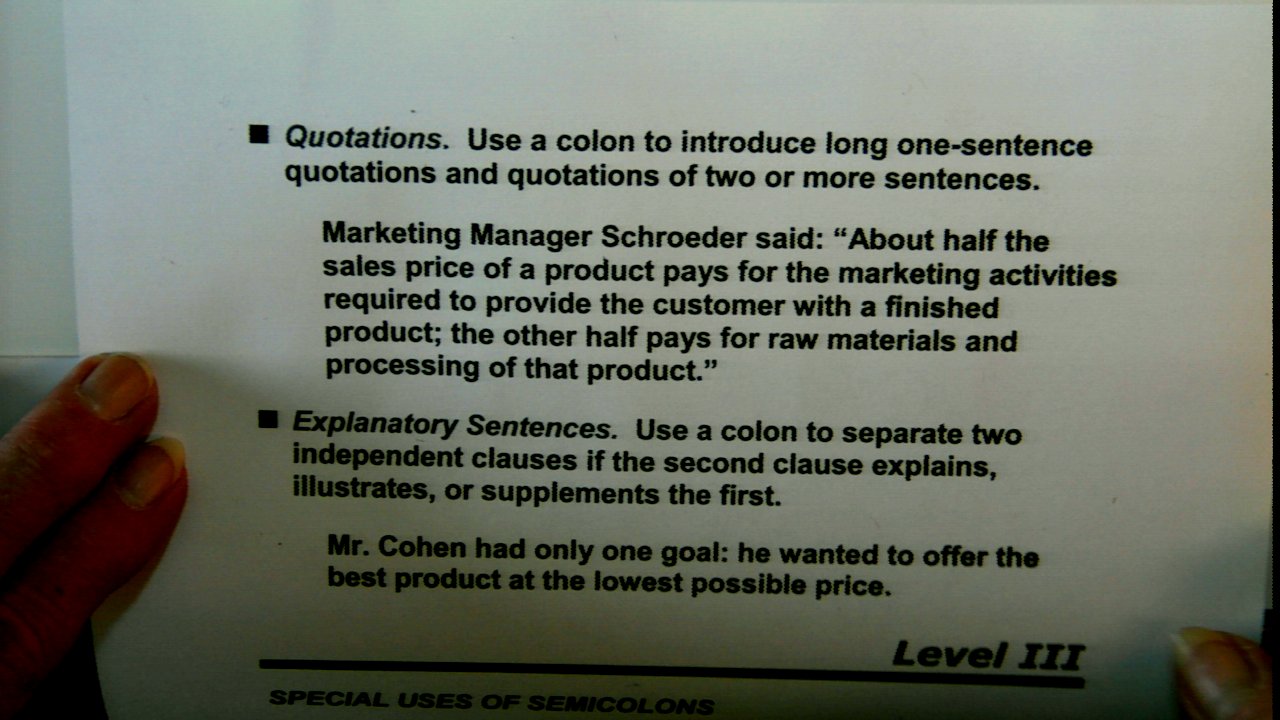 ■ Quotations. Use a colon to introduce long one-sentence
quotations and quotations of two or more sentences.
Marketing Manager Schroeder said: “About half the
sales price of a product pays for the marketing activities
required to provide the customer with a finished
product; the other half pays for raw materials and
processing of that product.”
■ Explanatory Sentences. Use a colon to separate two
independent clauses if the second clause explains,
illustrates, or supplements the first.
Mr. Cohen had only one goal: he wanted to offer the
best product at the lowest possible price.
Level III
SPECIAL USES OF SEMICOLONS